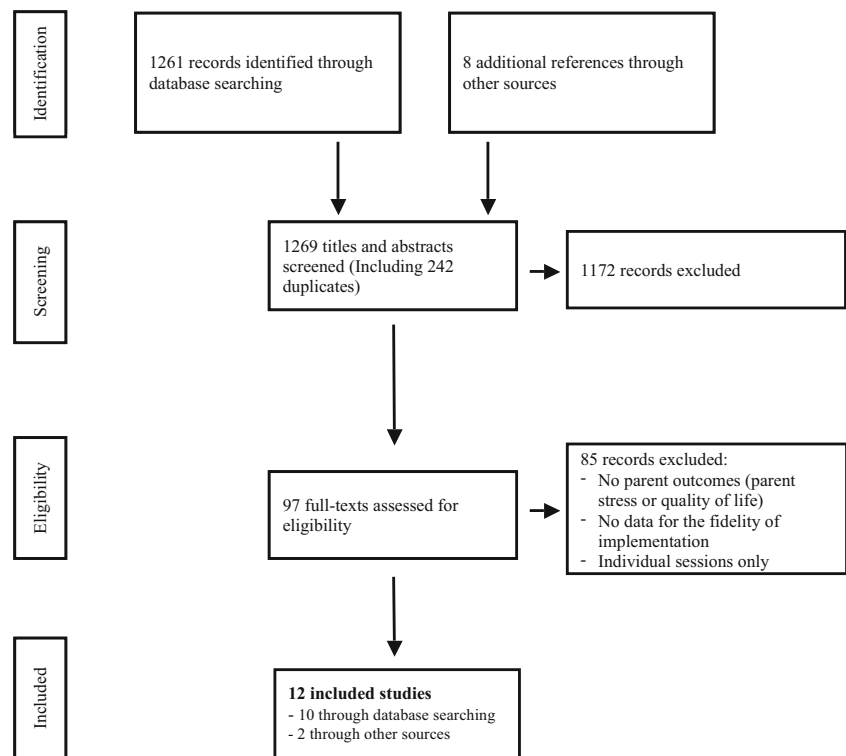 Identification
1261 records identified through
database searching
8 additional references through
other sources
Screening
1269 titles and abstracts
screened (Including 242
duplicates)
1172 records excluded
Eligibility
97 full-texts assessed for
eligibility
85 records excluded:
- No parent outcomes (parent
stress or quality of life)
- No data for the fidelity of
implementation
- Individual sessions only
Included
12 included studies
- 10 through database searching
- 2 through other sources